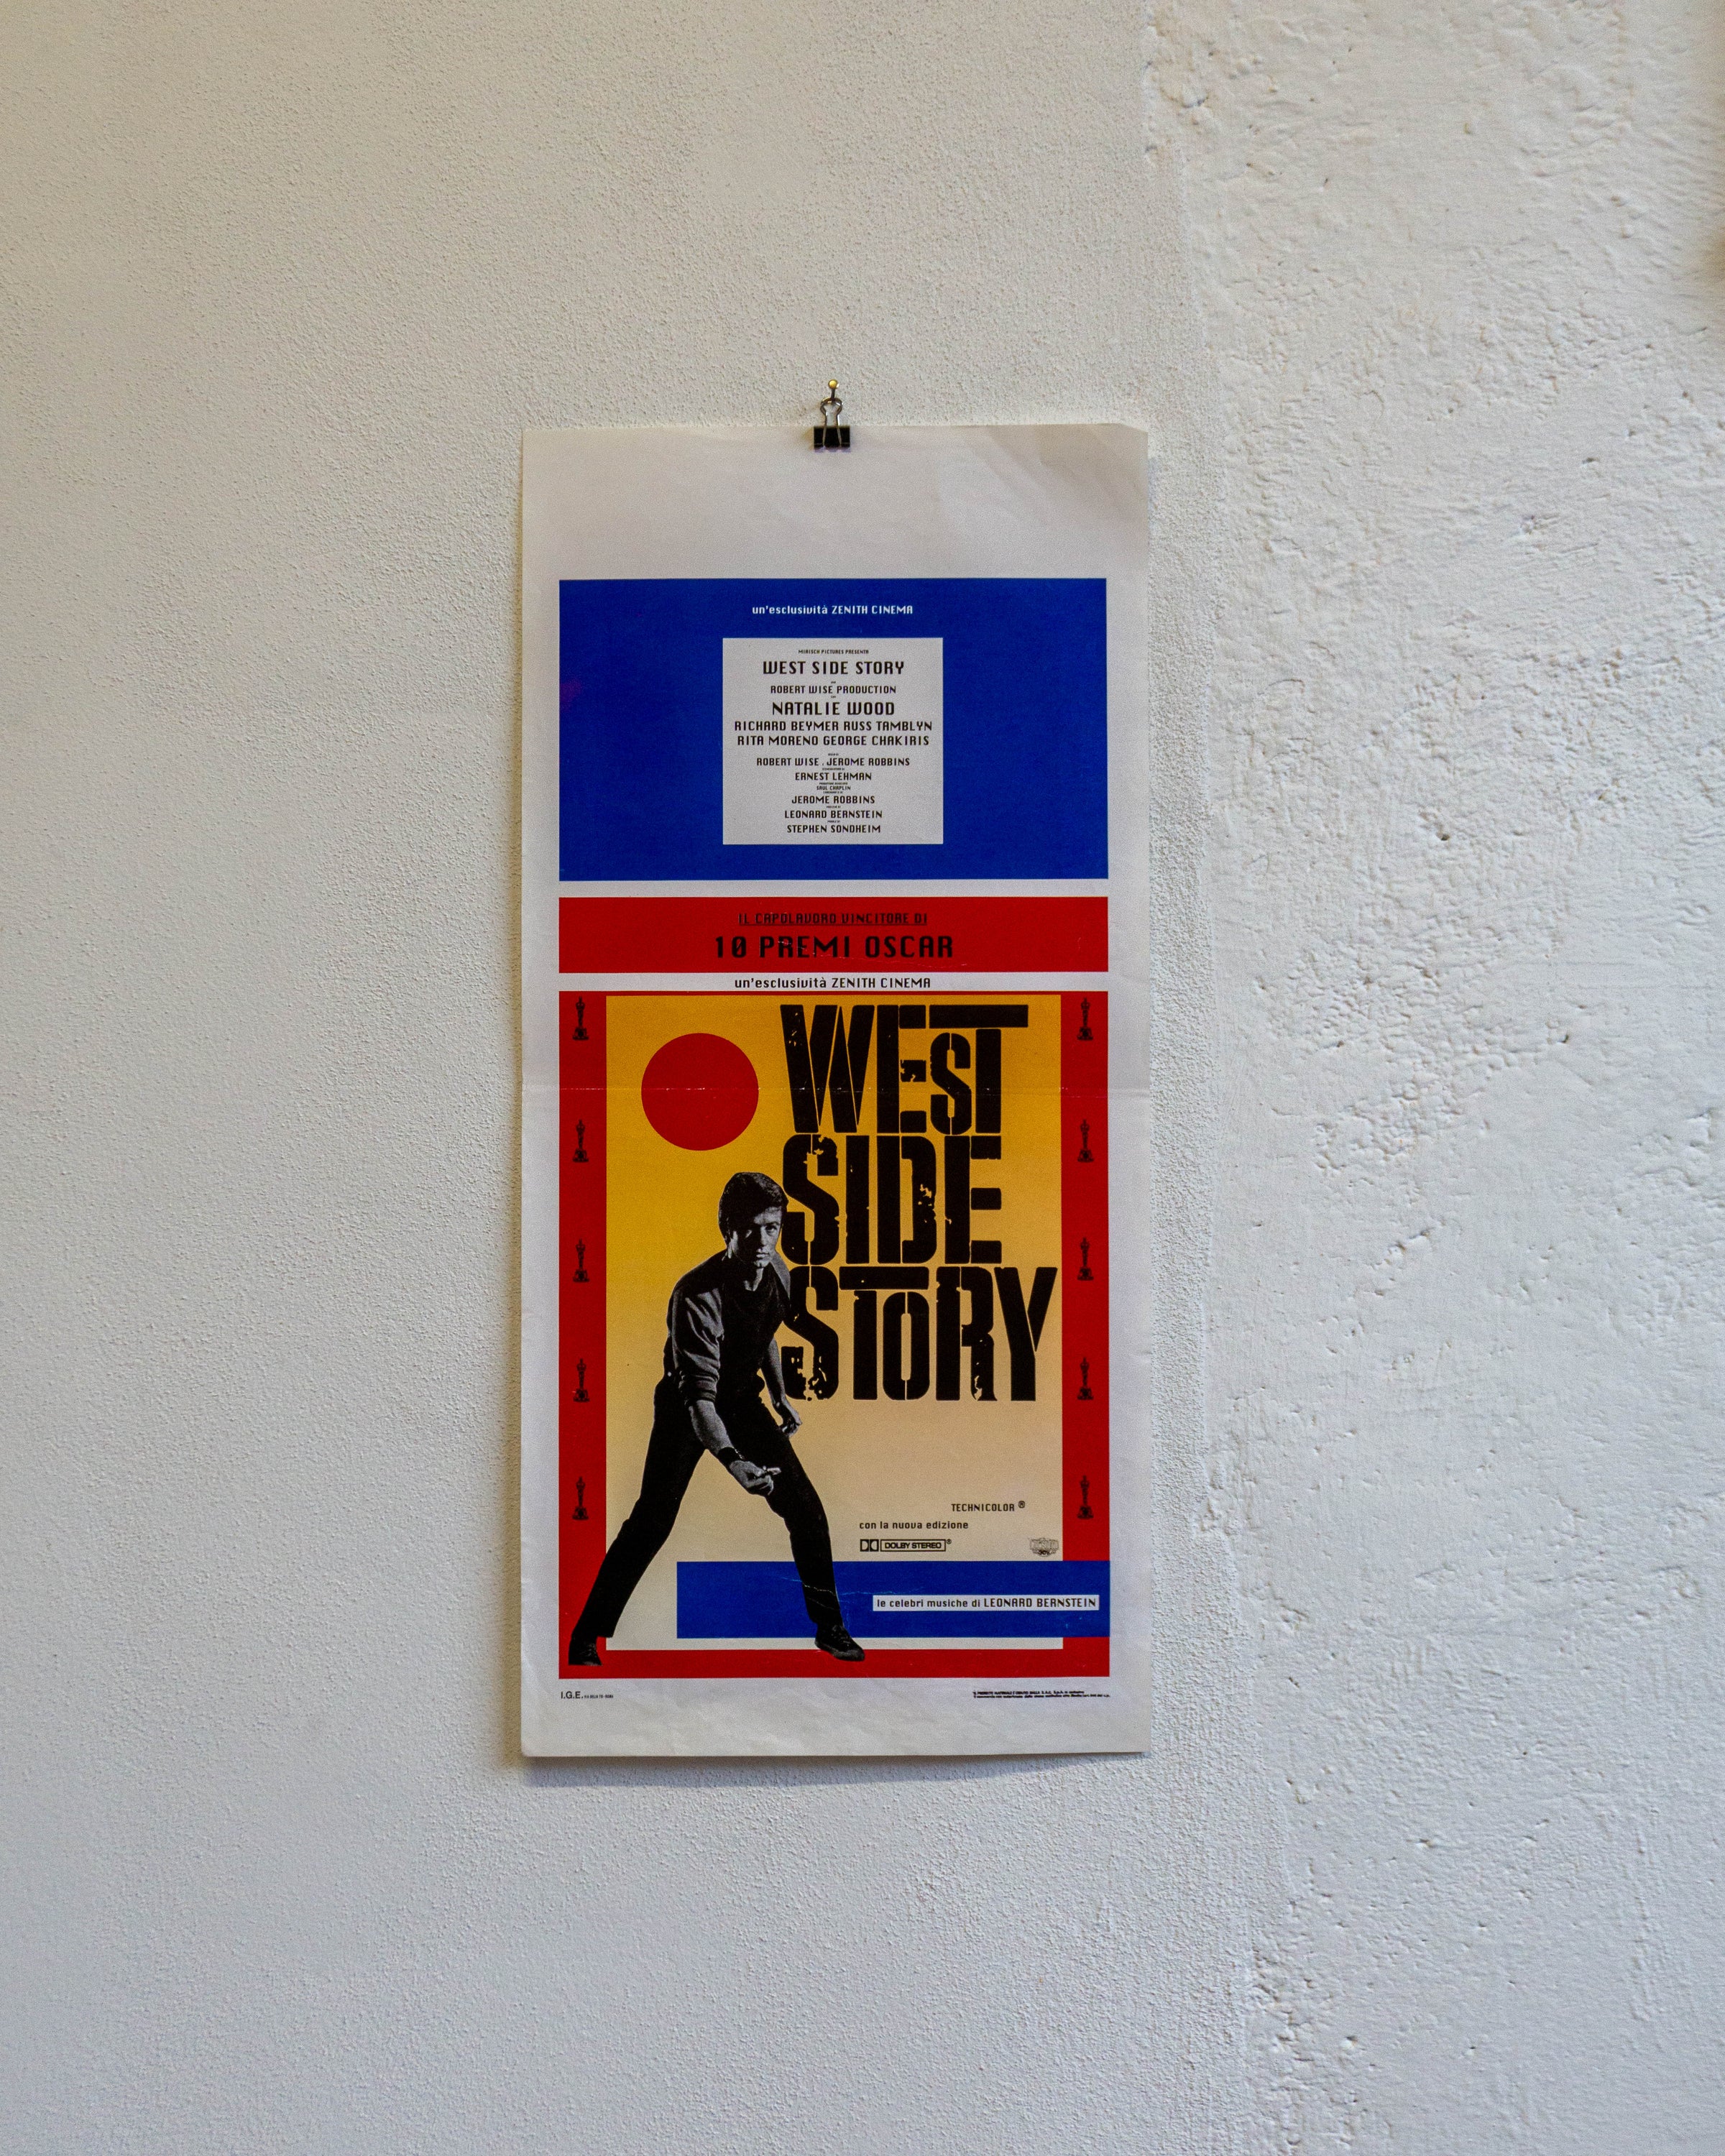 un'esclusività ZENITH CINEMA
MIRISCH PICTURES PRESENTA
WEST SIDE STORY
ROBERT WISE PRODUCTION
NATALIE WOOD
RICHARD BEYMER RUSS TAMBLYN
RITA MORENO GEORGE CHAKIRIS
ROBERT WISE . JEROME ROBBINS
ERNEST LEHMAN
SAUL CHAPLIN
JEROME ROBBINS
LEONARD BERNSTEIN
STEPHEN SONDHEIM
IL CAPOLAVORO VINCITORE DI
10 PREMI OSCAR
un'esclusività ZENITH CINEMA
WEST
SIDE
STORY
TECHNICOLOR ®
con la nuova edizione
DOLBY STEREO ®
le celebri musiche di LEONARD BERNSTEIN
I.G.E.